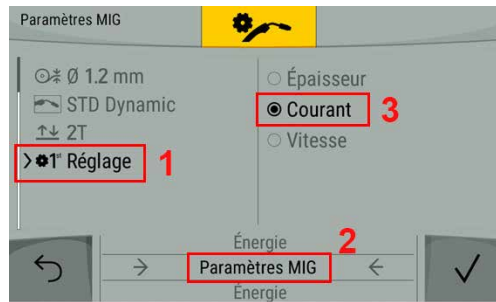 Paramètres MIG
Ø 1.2 mm
STD Dynamic
2T
1st Réglage
1
Épaisseur
Courant
3
Vitesse
Énergie
2
Paramètres MIG
Énergie